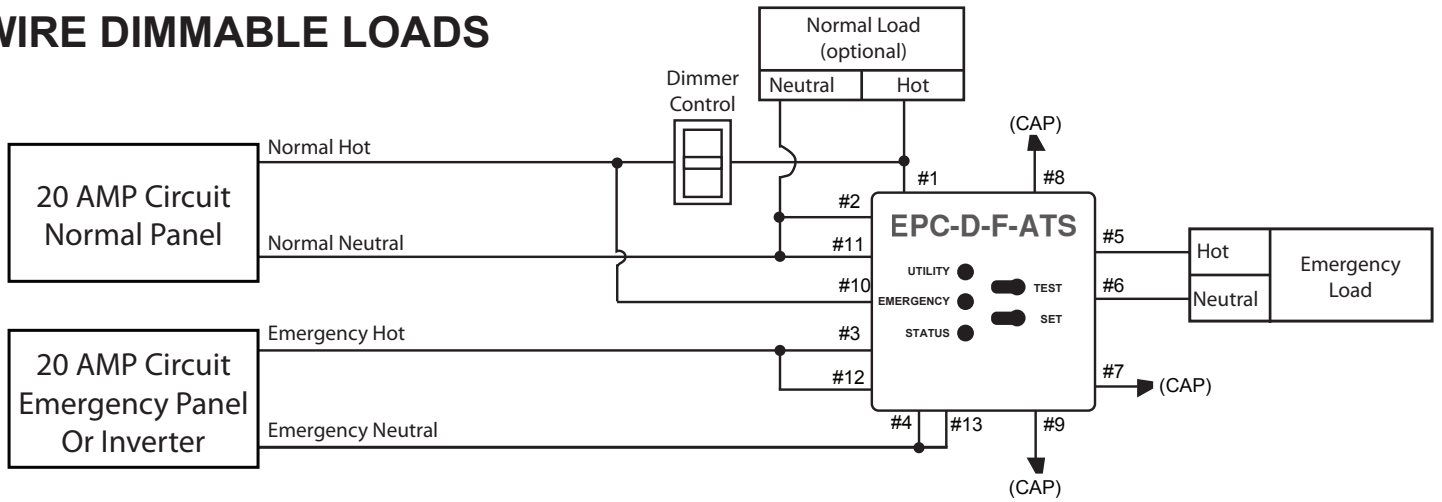 WIRE DIMMABLE LOADS
Normal Load
(optional)
Neutral
Hot
Dimmer
Control
(CAP)
Normal Hot
20 AMP Circuit
Normal Panel
Normal Neutral
#1
#8
#2
#11
#10
EPC-D-F-ATS
UTILITY
EMERGENCY
STATUS
TEST
SET
#5
#6
Hot
Neutral
Emergency
Load
20 AMP Circuit
Emergency Panel
Or Inverter
Emergency Hot
Emergency Neutral
#3
#12
#7
(CAP)
#4
#13
#9
(CAP)